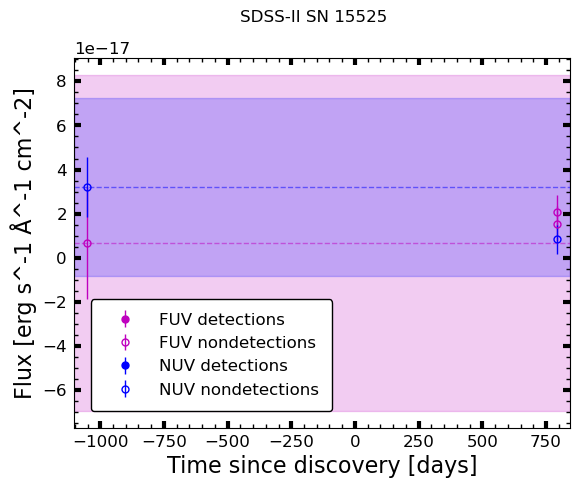 SDSS-II SN 15525
1e−17
8
6
4
2
0
−2
−4
−6
Flux [erg s^-1 Å^-1 cm^-2]
FUV detections
FUV nondetections
NUV detections
NUV nondetections
−1000 −750 −500 −250 0 250 500 750
Time since discovery [days]